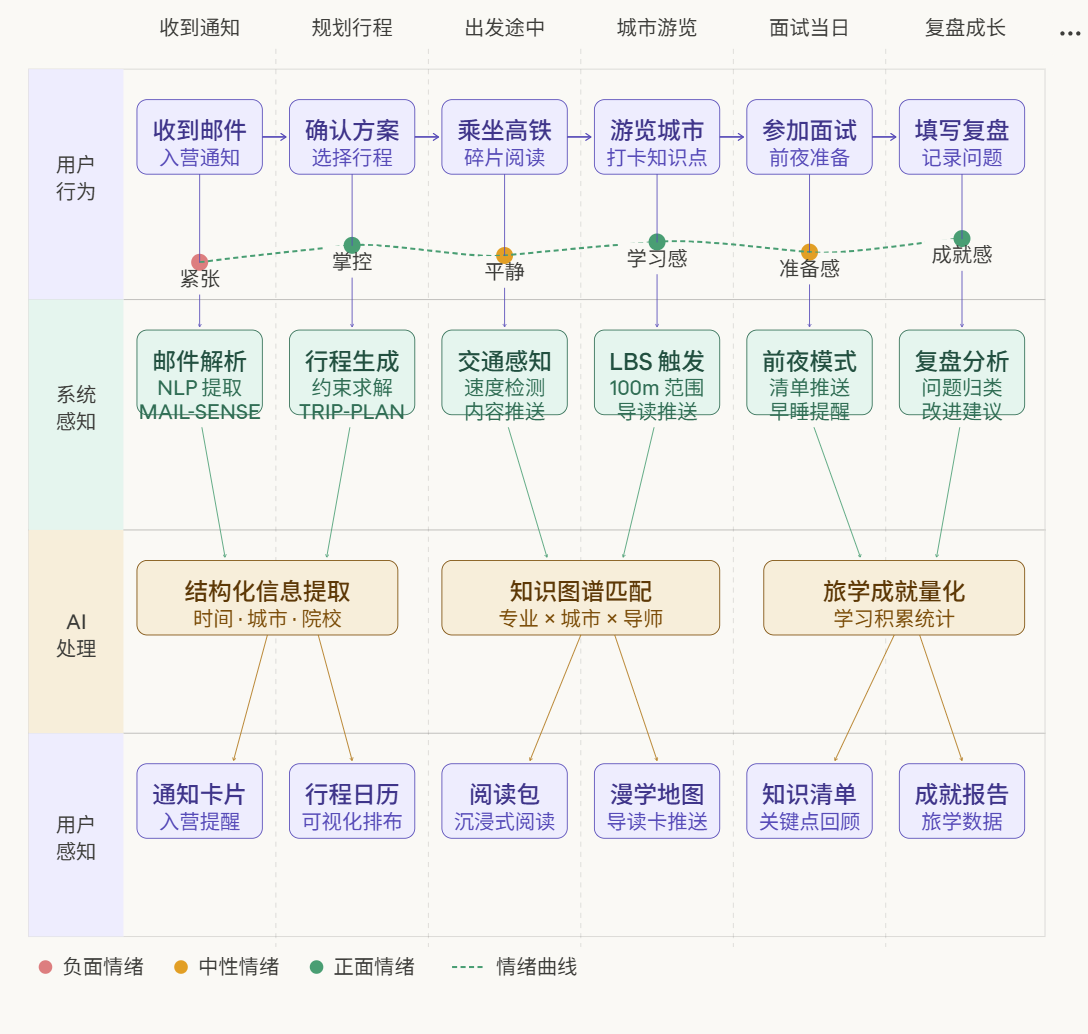 收到通知
规划行程
出发途中
城市游览
面试当日
复盘成长
...
用户
行为
收到邮件
入营通知
确认方案
选择行程
乘坐高铁
碎片阅读
游览城市
打卡知识点
参加面试
前夜准备
填写复盘
记录问题
紧张
掌控
平静
学习感
准备感
成就感
系统
感知
邮件解析
NLP 提取
MAIL-SENSE
行程生成
约束求解
TRIP-PLAN
交通感知
速度检测
内容推送
LBS 触发
100m 范围
导读推送
前夜模式
清单推送
早睡提醒
复盘分析
问题归类
改进建议
AI
处理
结构化信息提取
时间 · 城市 · 院校
知识图谱匹配
专业 × 城市 × 导师
旅学成就量化
学习积累统计
用户
感知
通知卡片
入营提醒
行程日历
可视化排布
阅读包
沉浸式阅读
漫学地图
导读卡推送
知识清单
关键点回顾
成就报告
旅学数据
负面情绪
中性情绪
正面情绪
情绪曲线